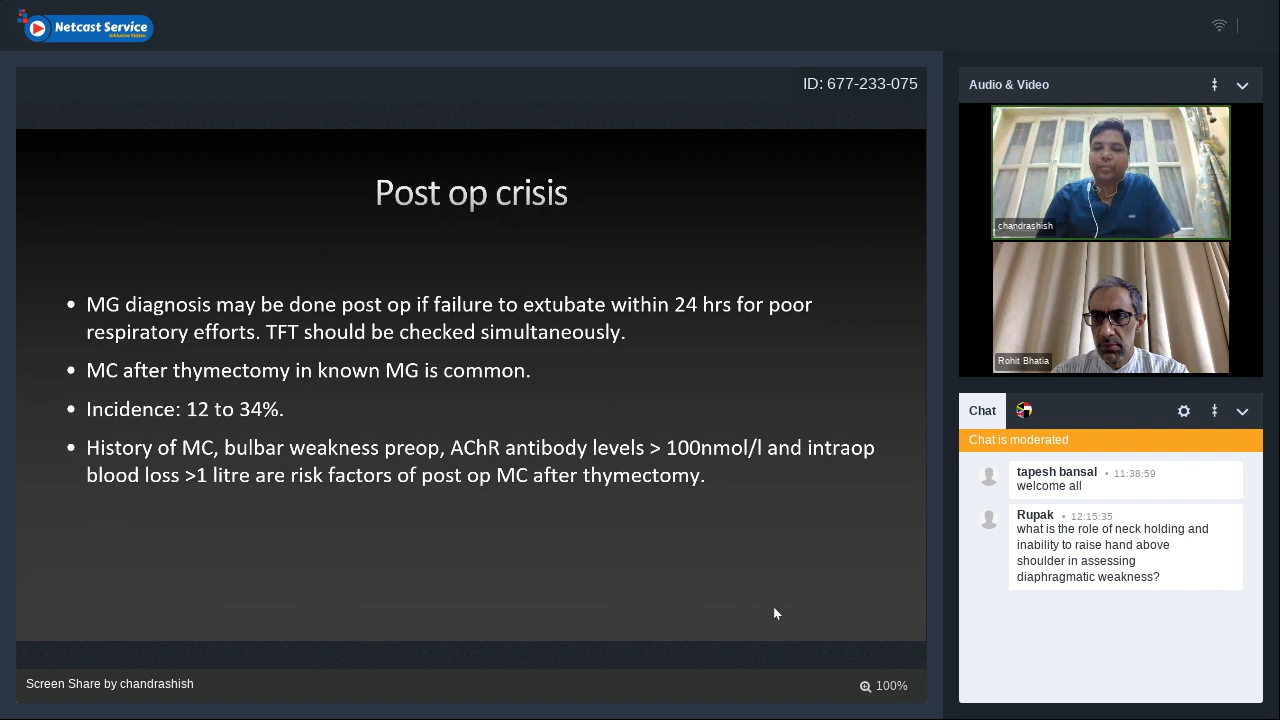 Netcast Service
Inklusive Videos
ID: 677-233-075
Post op crisis
• MG diagnosis may be done post op if failure to extubate within 24 hrs for poor
respiratory efforts. TFT should be checked simultaneously.
• MC after thymectomy in known MG is common.
• Incidence: 12 to 34%.
• History of MC, bulbar weakness preop, AChR antibody levels > 100nmol/l and intraop
blood loss >1 litre are risk factors of post op MC after thymectomy.
Screen Share by chandrashish
100%
Audio & Video
chandrashish
Rohit Bhatia
Chat
Chat is moderated
tapesh bansal • 11:38:59
welcome all
Rupak • 12:15:35
what is the role of neck holding and
inability to raise hand above
shoulder in assessing
diaphragmatic weakness?